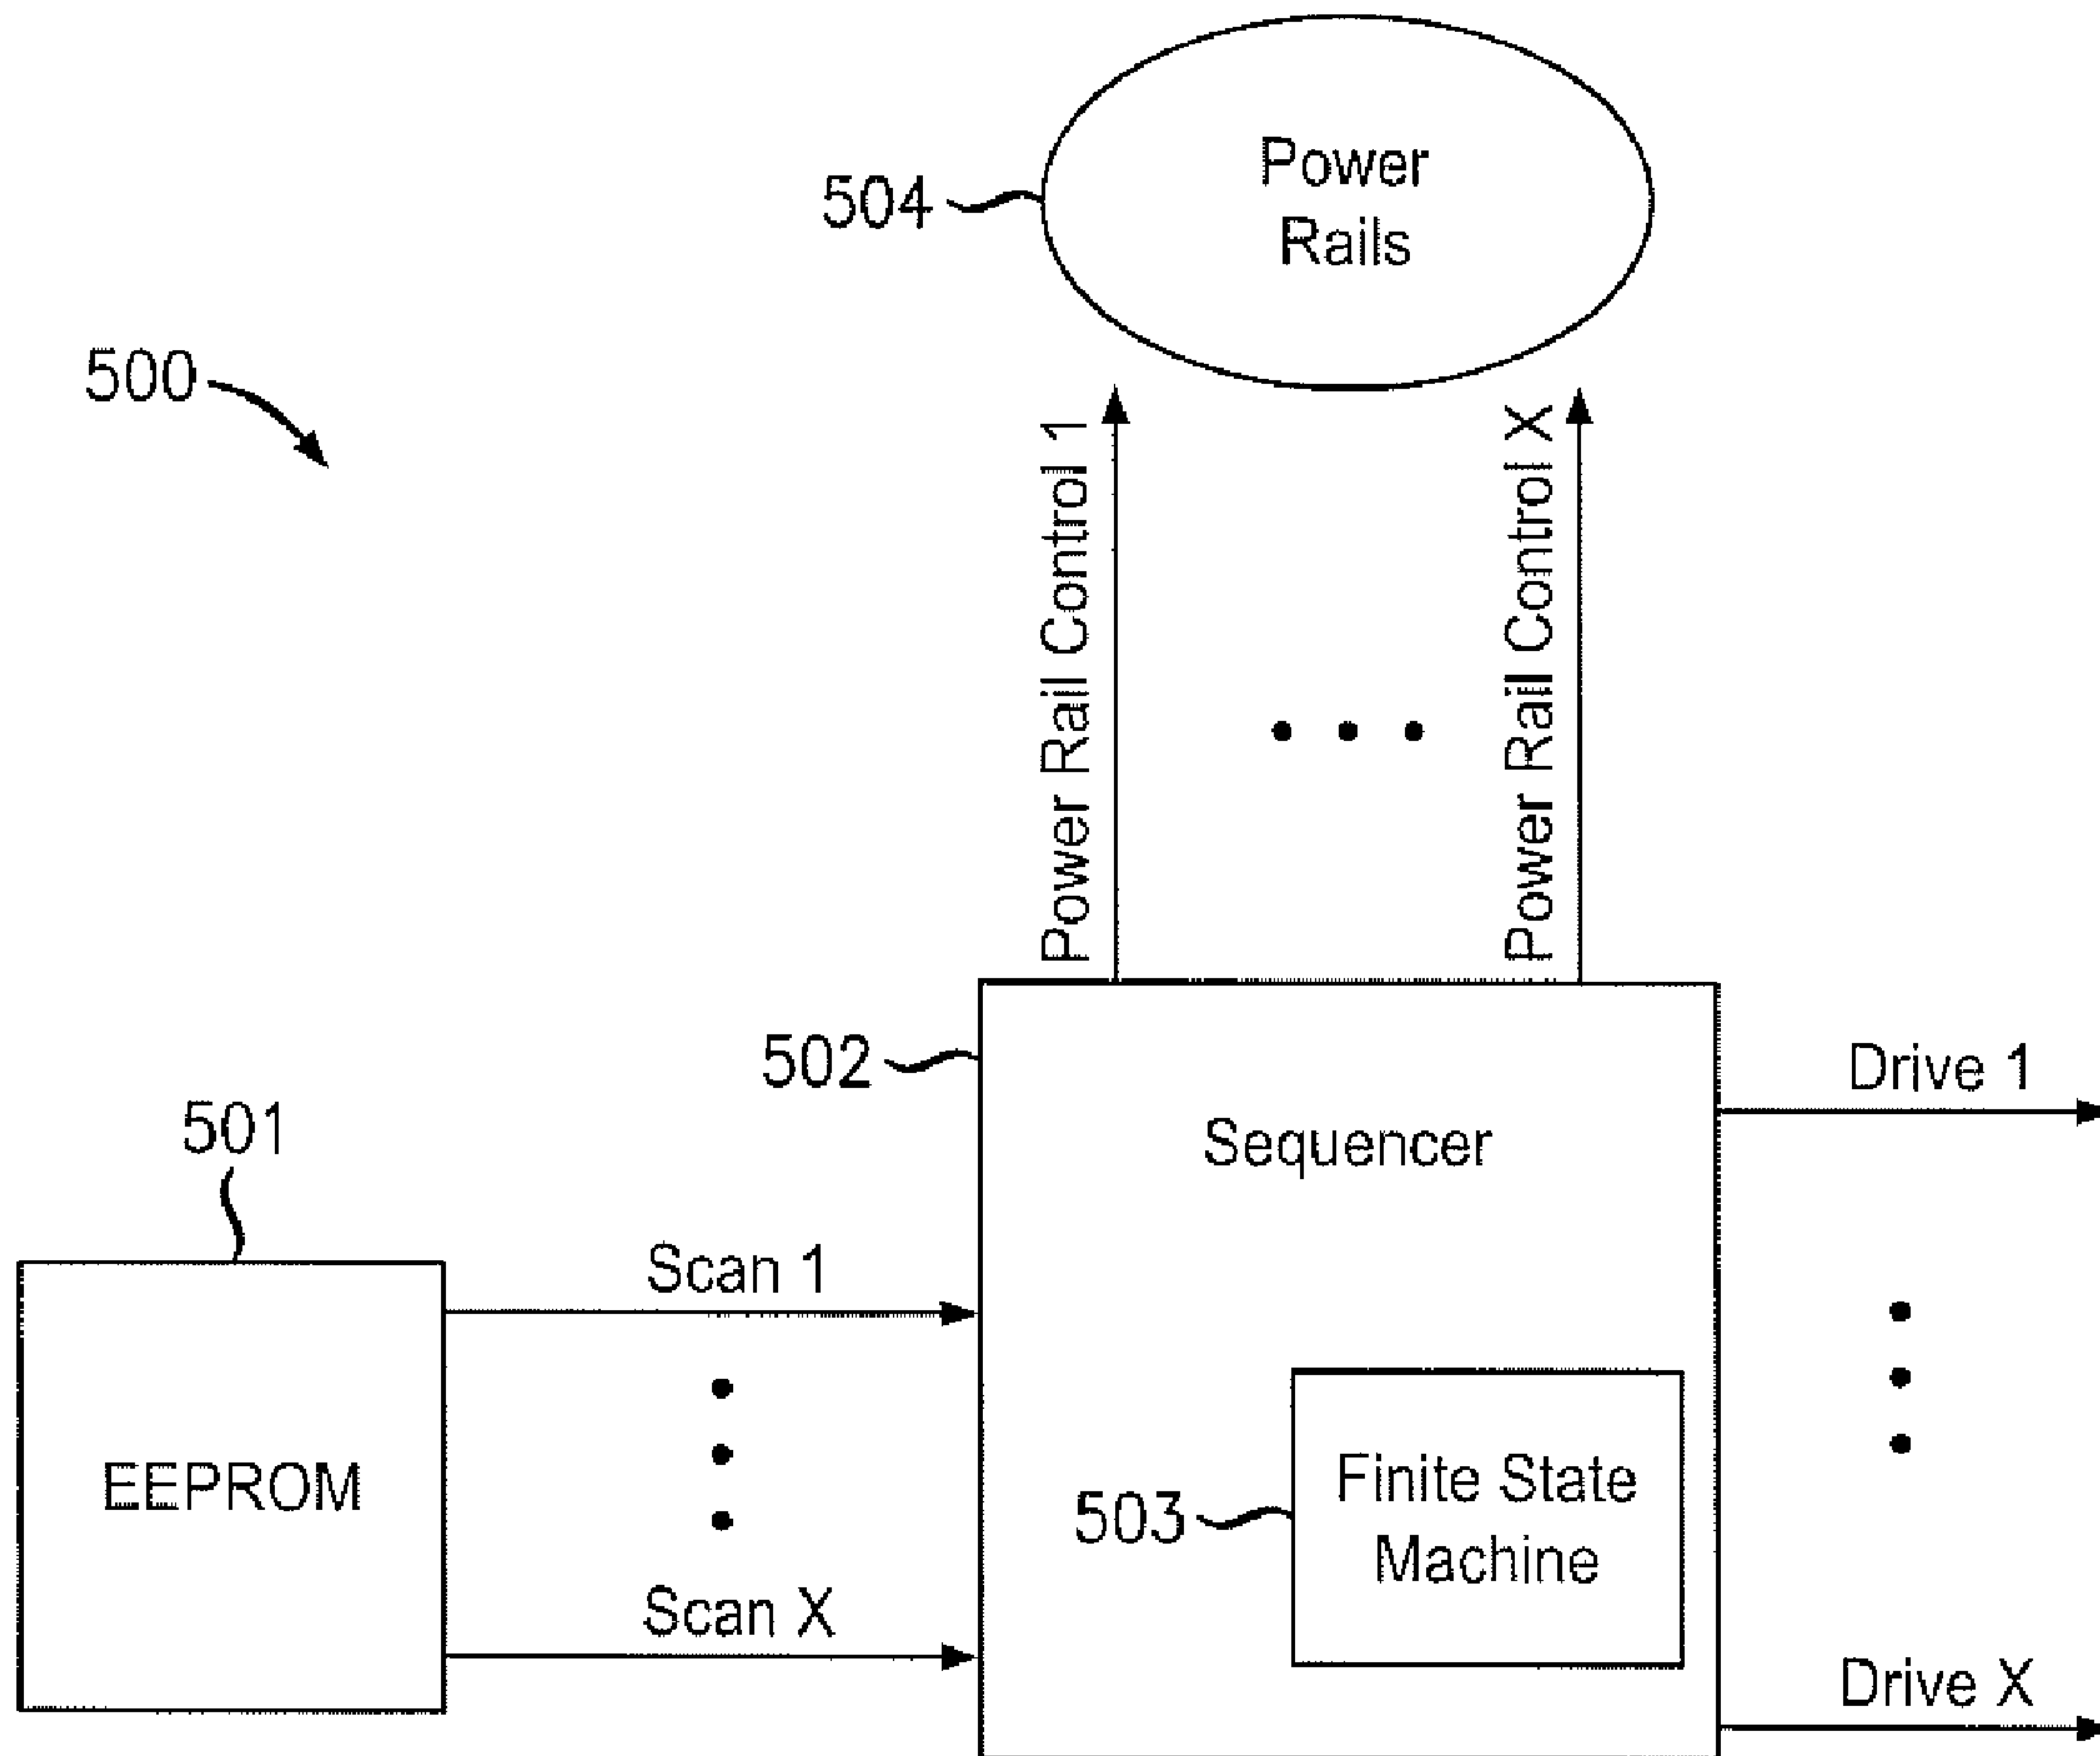 Power
Rails
504
500
Power Rail Control 1
Power Rail Control X
502
Sequencer
Drive 1
501
Scan 1
EEPROM
503
Finite State
Machine
Scan X
Drive X